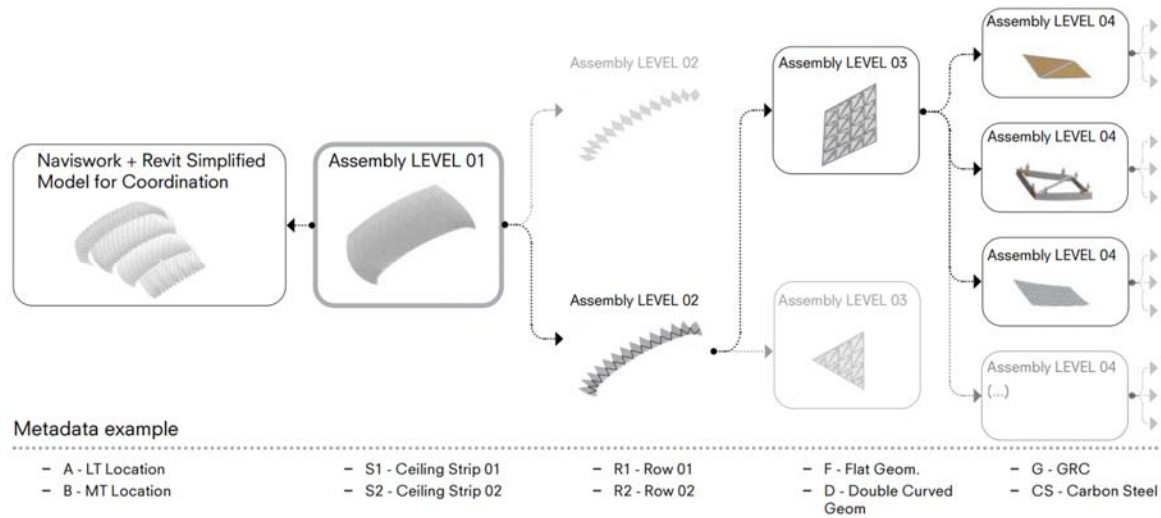 Naviswork + Revit Simplified
Model for Coordination
Assembly LEVEL 01
Assembly LEVEL 02
Assembly LEVEL 02
Assembly LEVEL 03
Assembly LEVEL 03
Assembly LEVEL 04
Assembly LEVEL 04
Assembly LEVEL 04
Assembly LEVEL 04
(...)
Metadata example
– A - LT Location
– B - MT Location
– S1 - Ceiling Strip 01
– S2 - Ceiling Strip 02
– R1 - Row 01
– R2 - Row 02
– F - Flat Geom.
– D - Double Curved
Geom
– G - GRC
– CS - Carbon Steel